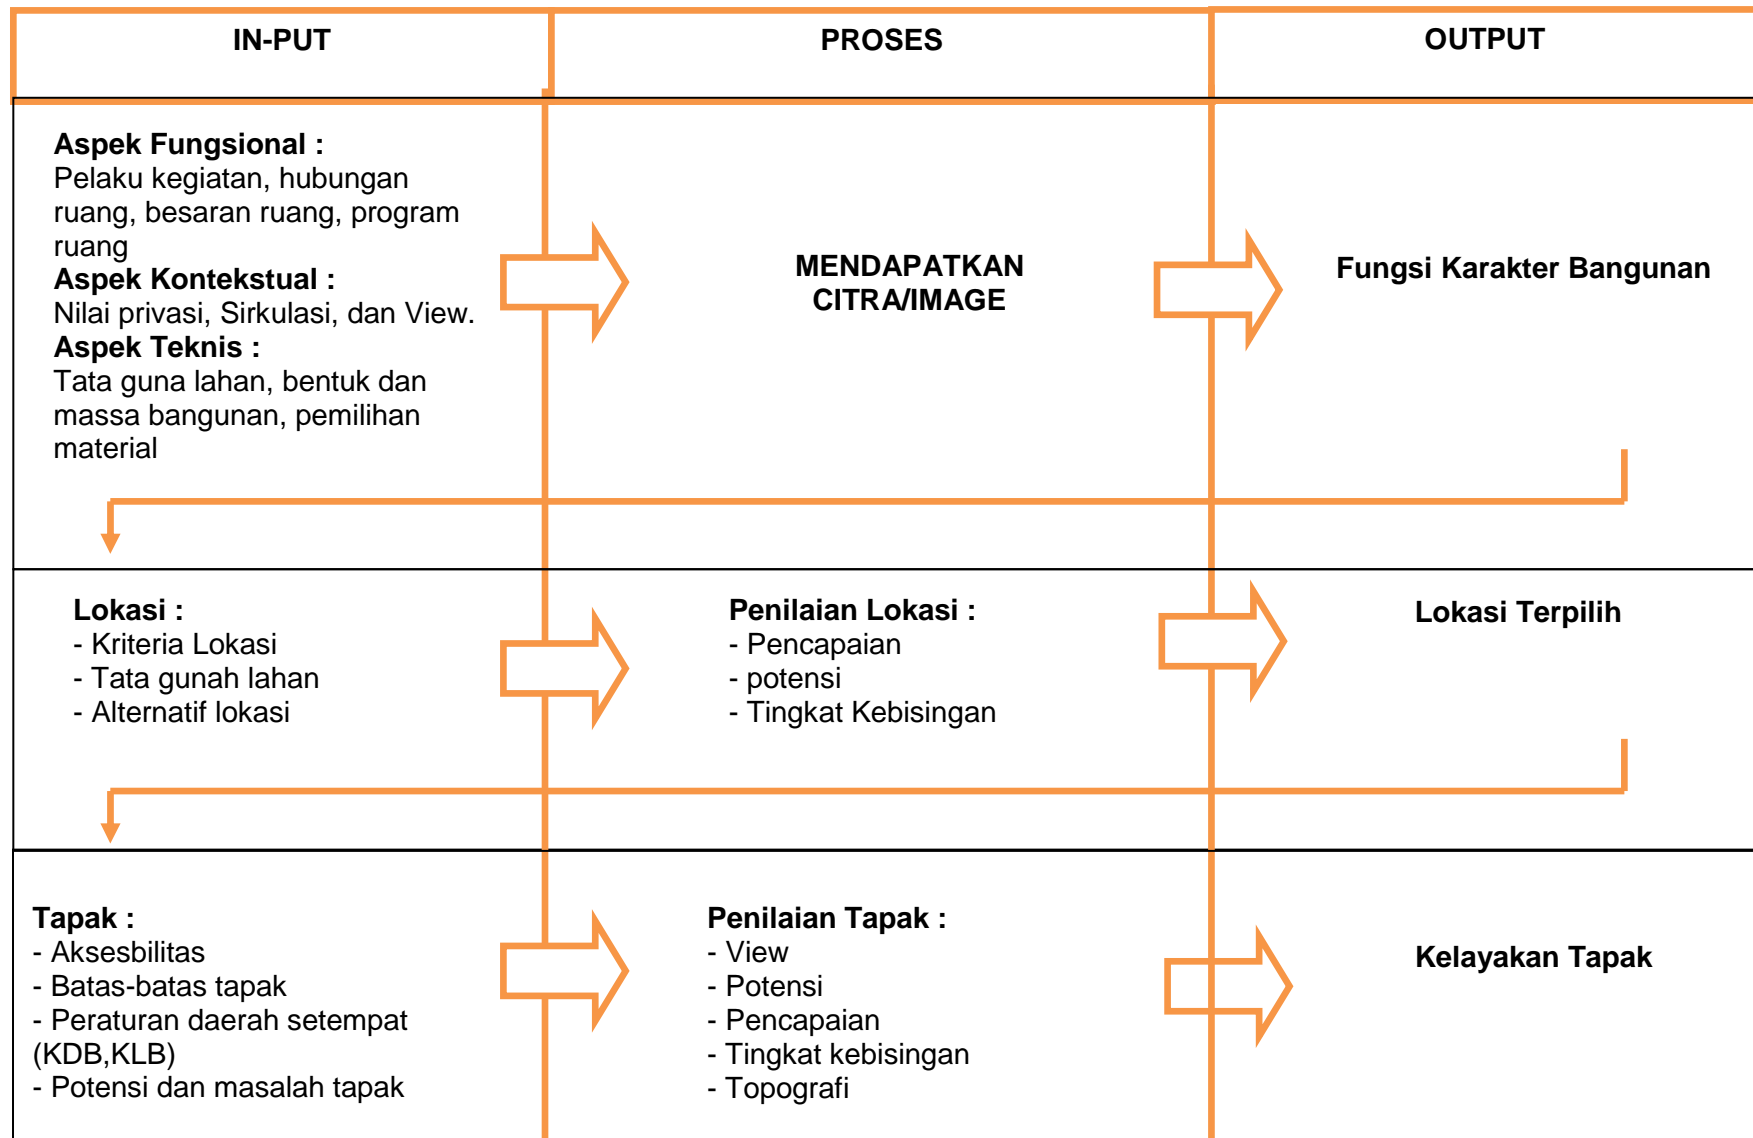 IN-PUT
PROSES
OUTPUT
Aspek Fungsional :
Pelaku kegiatan, hubungan
ruang, besaran ruang, program
ruang
Aspek Kontekstual :
Nilai privasi, Sirkulasi, dan View.
Aspek Teknis :
Tata guna lahan, bentuk dan
massa bangunan, pemilihan
material
MENDAPATKAN
CITRA/IMAGE
Fungsi Karakter Bangunan
Lokasi :
- Kriteria Lokasi
- Tata gunah lahan
- Alternatif lokasi
Penilaian Lokasi :
- Pencapaian
- potensi
- Tingkat Kebisingan
Lokasi Terpilih
Tapak :
- Aksesbilitas
- Batas-batas tapak
- Peraturan daerah setempat
(KDB,KLB)
- Potensi dan masalah tapak
Penilaian Tapak :
- View
- Potensi
- Pencapaian
- Tingkat kebisingan
- Topografi
Kelayakan Tapak